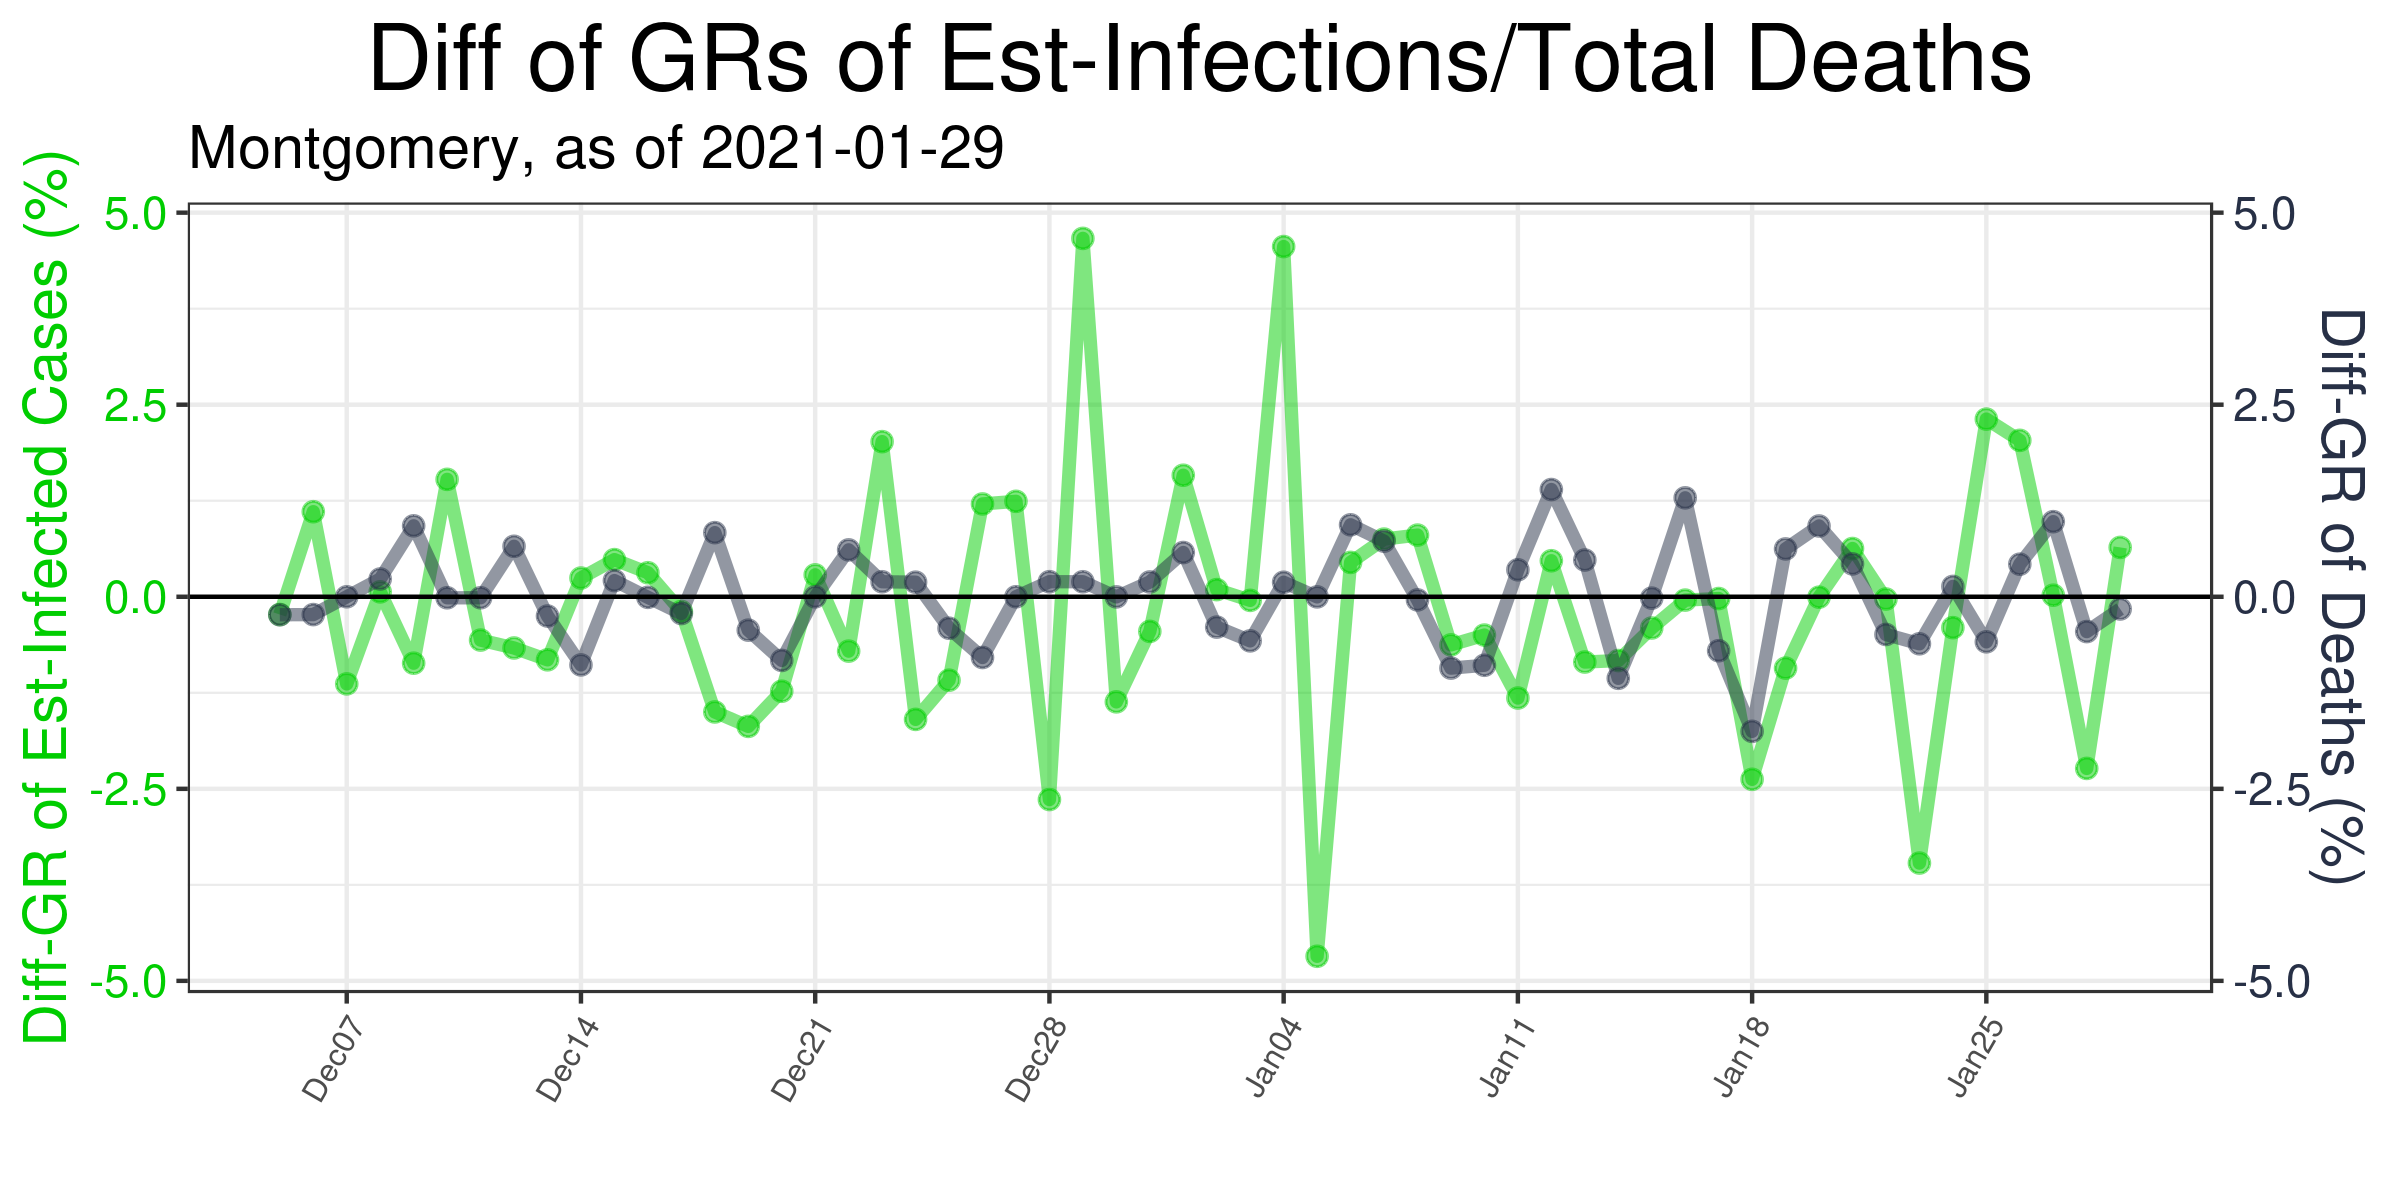 Diff of GRs of Est-Infections/Total Deaths
Montgomery, as of 2021-01-29
Diff-GR of Est-Infected Cases (%)
5.0
2.5
0.0
-2.5
-5.0
5.0
2.5
0.0
-2.5
-5.0
Diff-GR of Deaths (%)
Dec07
Dec14
Dec21
Dec28
Jan04
Jan11
Jan18
Jan25